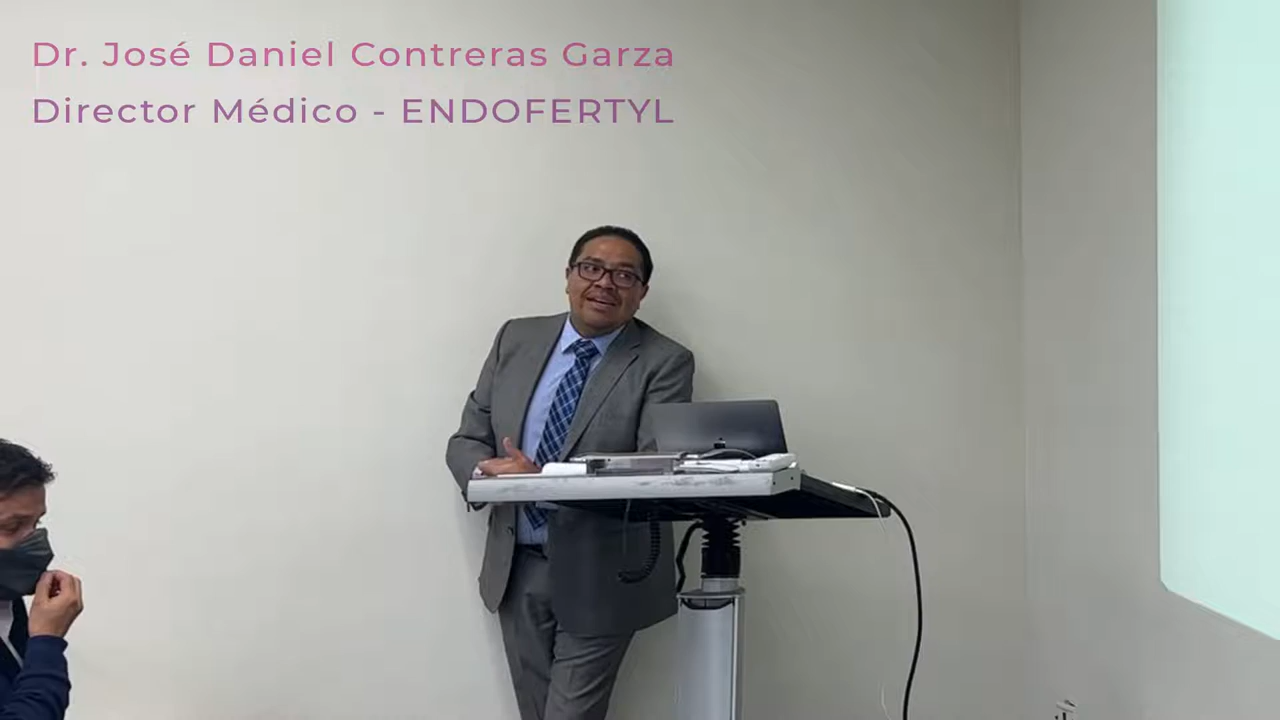 Dr. José Daniel Contreras Garza
Director Médico - ENDOFERTYL